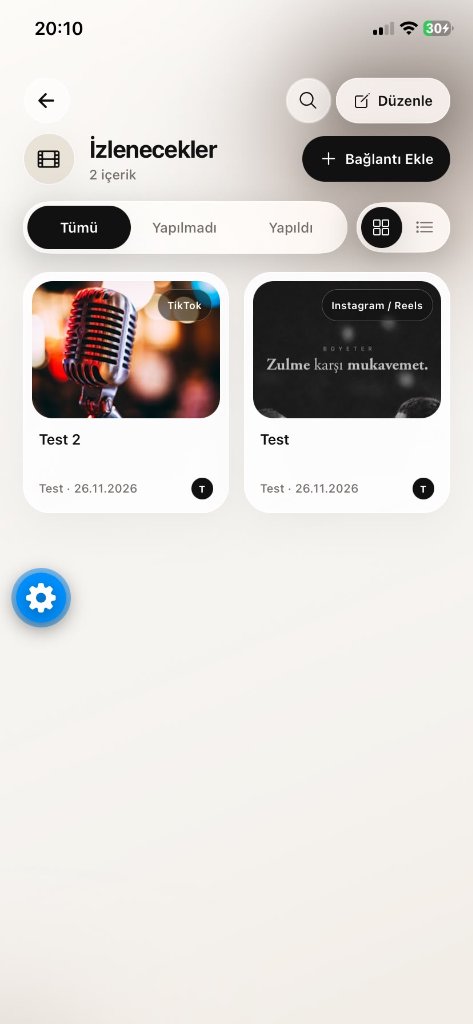 20:10
30
Düzenle
İzlenecekler
2 içerik
Bağlantı Ekle
Tümü
Yapılmadı
Yapıldı
TikTok
Instagram / Reels
BOYETER
Zulme karşı mukavemet.
Test 2
Test
Test · 26.11.2026
T
Test · 26.11.2026
T